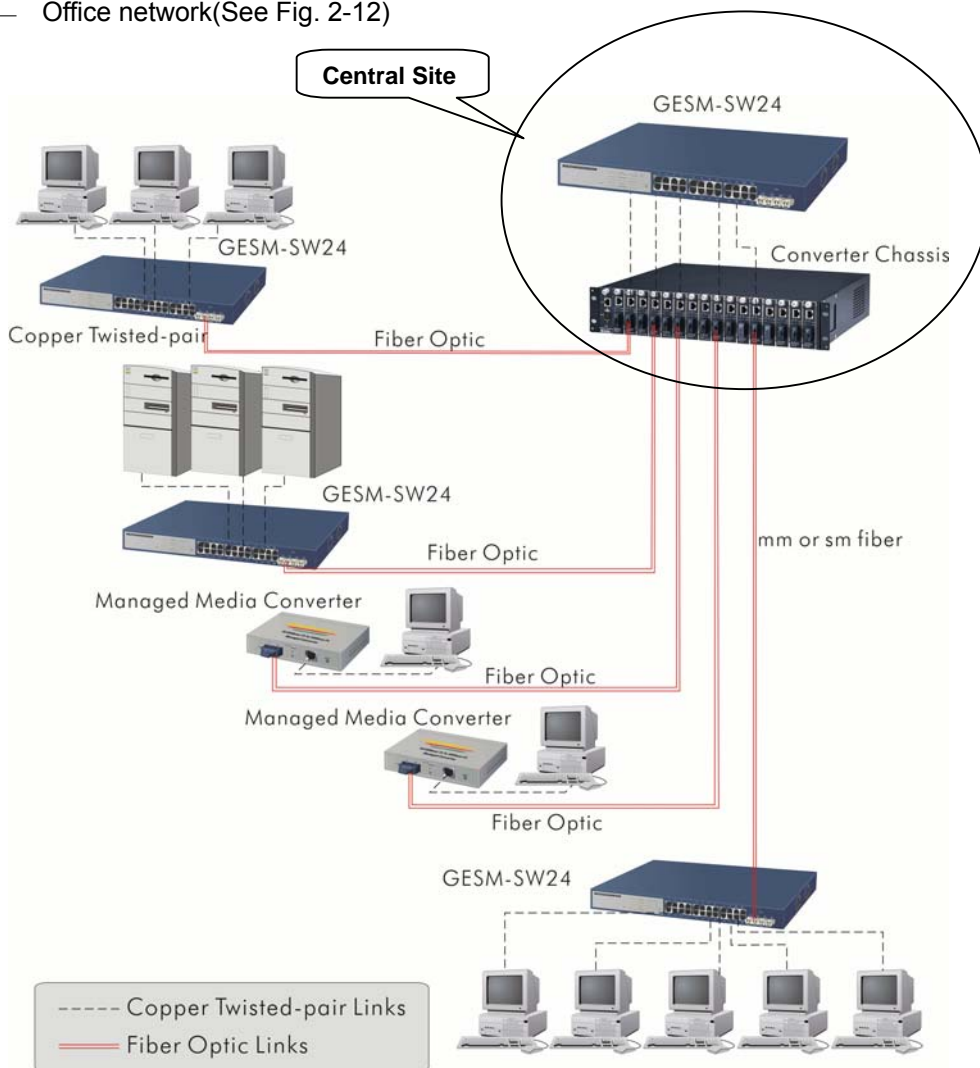 — Office network(See Fig. 2-12)
Central Site
GESM-SW24
Converter Chassis
GESM-SW24
Copper Twisted-pair
Fiber Optic
GESM-SW24
Fiber Optic
mm or sm fiber
Managed Media Converter
Fiber Optic
Managed Media Converter
Fiber Optic
GESM-SW24
Copper Twisted-pair Links
Fiber Optic Links